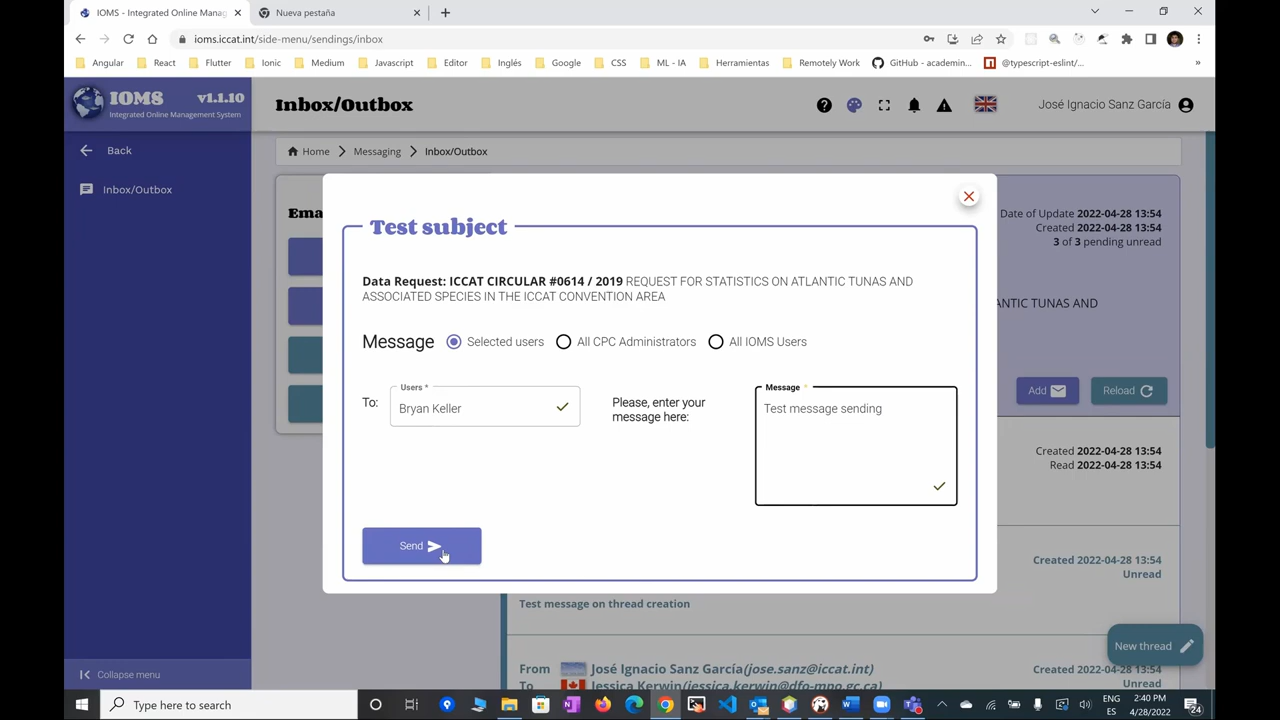 IOMS - Integrated Online Manag
Nueva pestaña
ioms.iccat.int/side-menu/sendings/inbox
Angular
React
Flutter
Ionic
Medium
Javascript
Editor
Inglés
Google
CSS
ML - IA
Herramientas
Remotely Work
GitHub - academin...
@typescript-eslint/...
»
IOMS v1.1.10
Integrated Online Management System
Inbox/Outbox
José Ignacio Sanz García
Back
Inbox/Outbox
Home
Messaging
Inbox/Outbox
Ema
Date of Update 2022-04-28 13:54
Created 2022-04-28 13:54
3 of 3 pending unread
ANTIC TUNAS AND
Add
Reload
Test subject
Data Request: ICCAT CIRCULAR #0614 / 2019 REQUEST FOR STATISTICS ON ATLANTIC TUNAS AND
ASSOCIATED SPECIES IN THE ICCAT CONVENTION AREA
Message
Selected users
All CPC Administrators
All IOMS Users
To:
Users *
Bryan Keller
Please, enter your
message here:
Message *
Test message sending
Send
Created 2022-04-28 13:54
Read 2022-04-28 13:54
Created 2022-04-28 13:54
Unread
Test message on thread creation
New thread
From José Ignacio Sanz García(jose.sanz@iccat.int)
To Jessica Kerwin(jessica.kerwin@dfo-mpo.gc.ca)
Created 2022-04-28 13:54
Unread
Collapse menu
Type here to search
ENG
ES
2:40 PM
4/28/2022
24